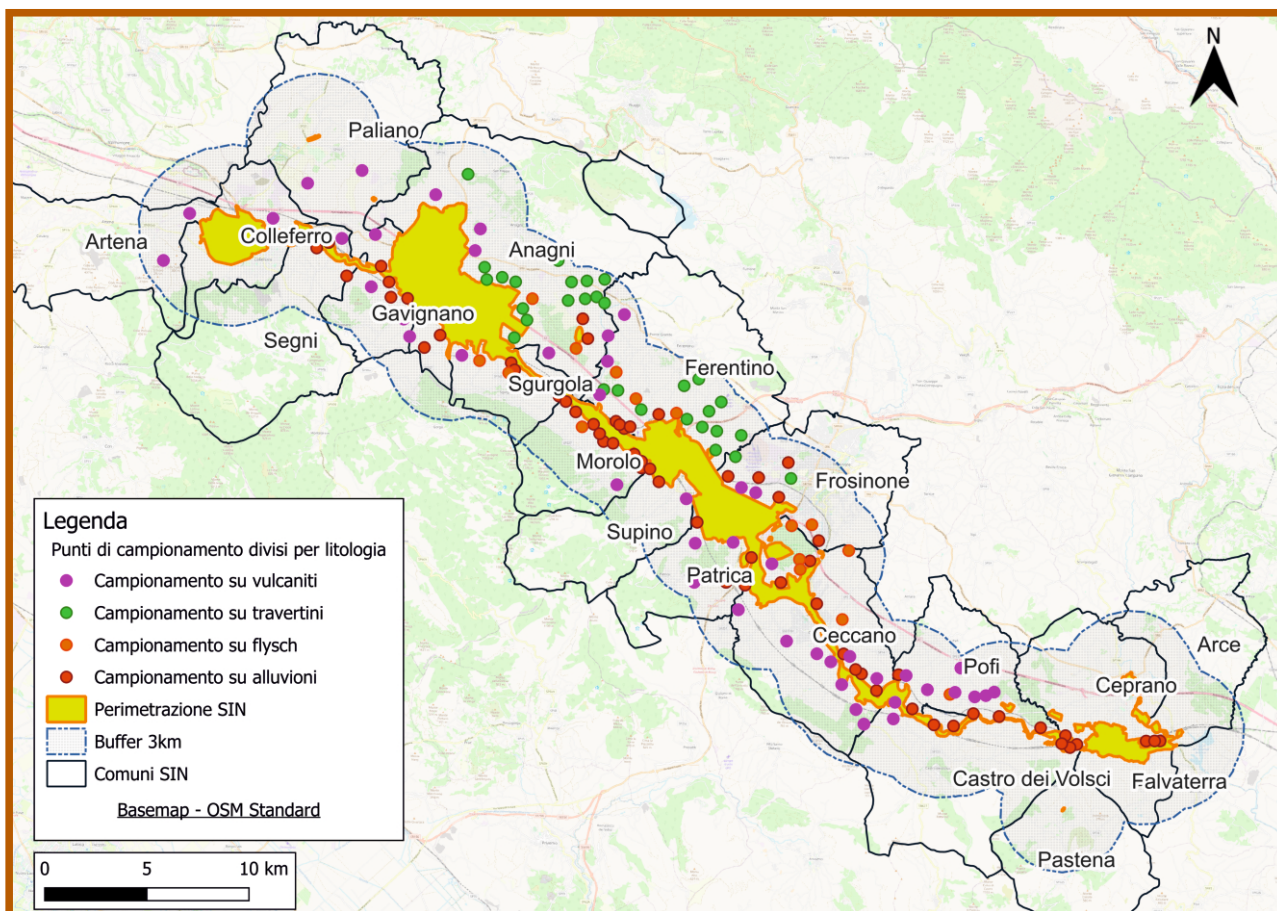 N
Paliano
Artena
Colleferro
Anagni
Gavignano
Segni
Sgurgola
Ferentino
Morolo
Frosinone
Supino
Patrica
Ceccano
Pofi
Arce
Ceprano
Castro dei Volsci
Falvaterra
Pastena
Legenda
Punti di campionamento divisi per litologia
Campionamento su vulcaniti
Campionamento su travertini
Campionamento su flysch
Campionamento su alluvioni
Perimetrazione SIN
Buffer 3km
Comuni SIN
Basemap - OSM Standard
0 5 10 km